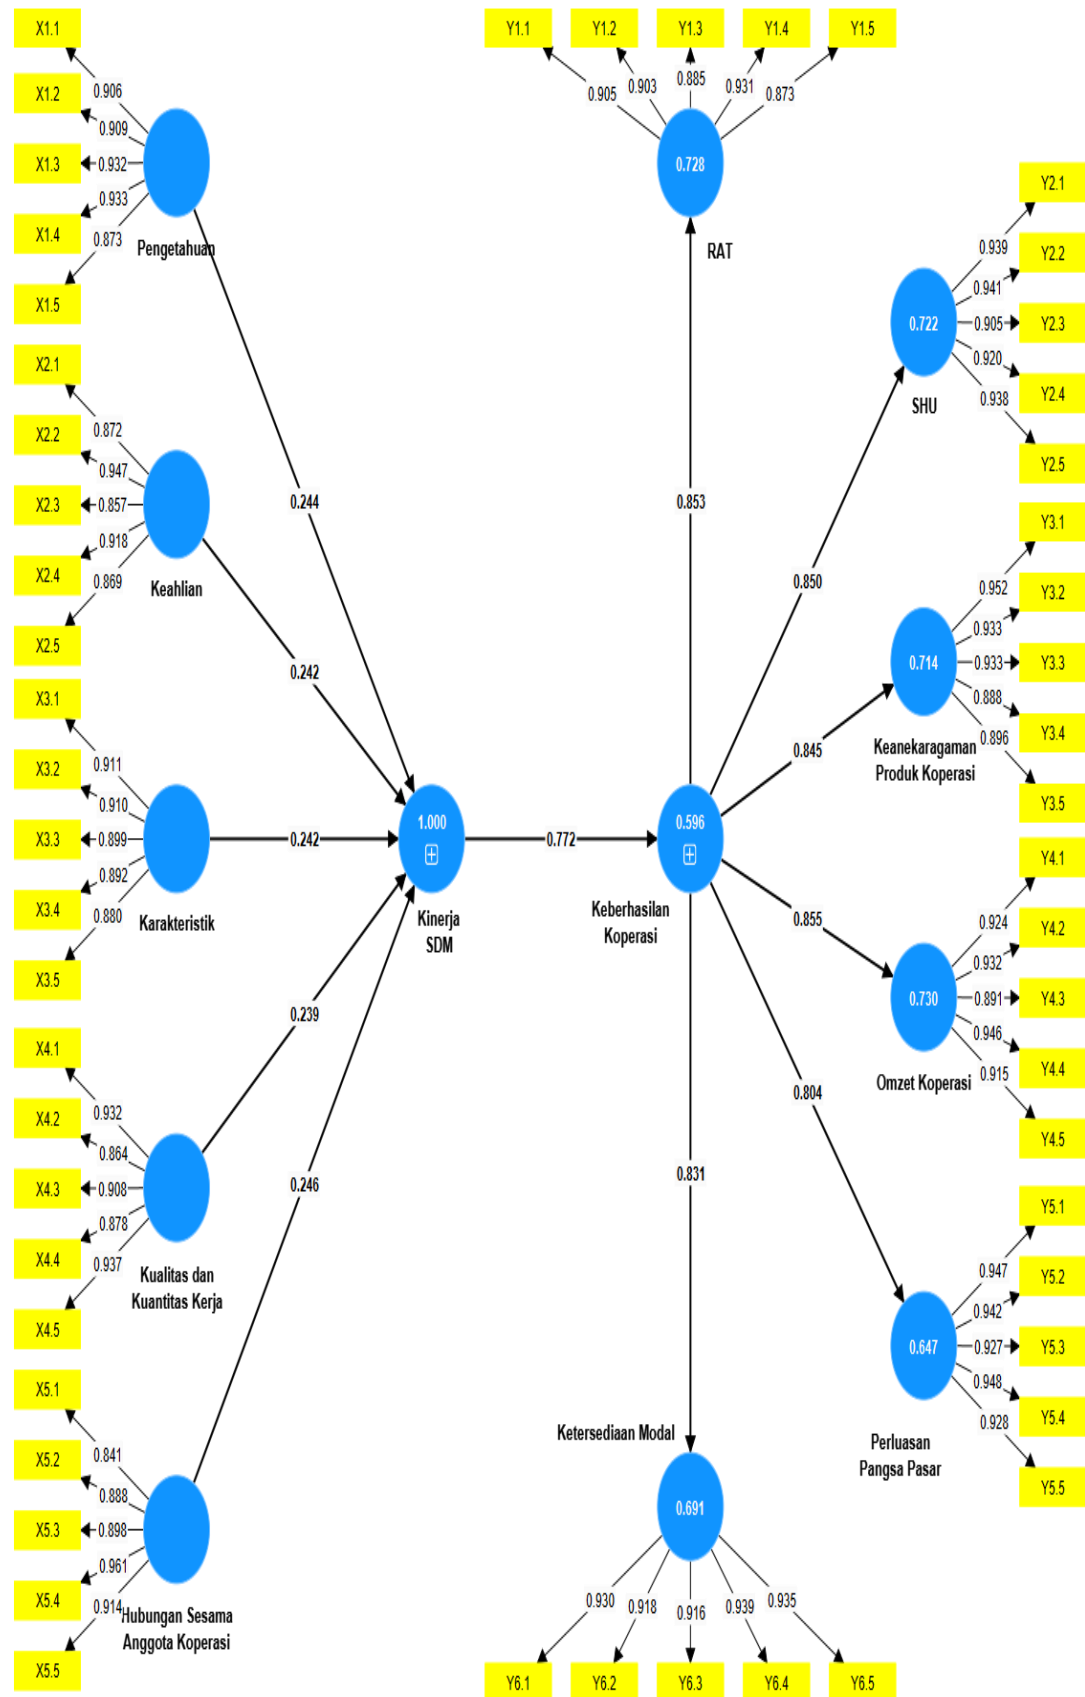 X1.1
X1.2
X1.3
X1.4
X1.5
0.906
0.909
0.932
0.933
0.873
Pengetahuan
X2.1
X2.2
X2.3
X2.4
X2.5
0.872
0.947
0.857
0.918
0.869
Keahlian
X3.1
X3.2
X3.3
X3.4
X3.5
0.911
0.910
0.899
0.892
0.880
Karakteristik
X4.1
X4.2
X4.3
X4.4
X4.5
0.932
0.864
0.908
0.878
0.937
Kualitas dan
Kuantitas Kerja
X5.1
X5.2
X5.3
X5.4
X5.5
0.841
0.888
0.898
0.961
0.914
Hubungan Sesama
Anggota Koperasi
0.244
0.242
0.242
0.239
0.246
1.000
Kinerja
SDM
0.772
0.596
Keberhasilan
Koperasi
0.853
0.850
0.845
0.855
0.804
0.831
Y1.1
Y1.2
Y1.3
Y1.4
Y1.5
0.905
0.903
0.885
0.931
0.873
0.728
RAT
Y2.1
Y2.2
Y2.3
Y2.4
Y2.5
0.939
0.941
0.905
0.920
0.938
0.722
SHU
Y3.1
Y3.2
Y3.3
Y3.4
Y3.5
0.952
0.933
0.933
0.888
0.896
0.714
Keanekaragaman
Produk Koperasi
Y4.1
Y4.2
Y4.3
Y4.4
Y4.5
0.924
0.932
0.891
0.946
0.915
0.730
Omzet Koperasi
Y5.1
Y5.2
Y5.3
Y5.4
Y5.5
0.947
0.942
0.927
0.948
0.928
0.647
Perluasan
Pangsa Pasar
Ketersediaan Modal
0.691
0.930
0.918
0.916
0.939
0.935
Y6.1
Y6.2
Y6.3
Y6.4
Y6.5